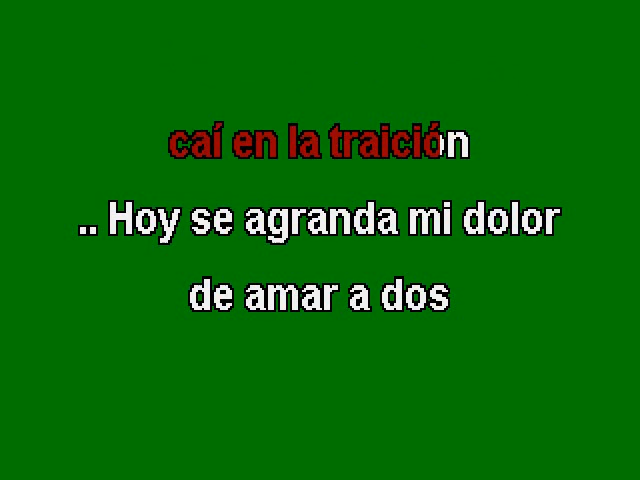 caí en la traición
.. Hoy se agranda mi dolor
de amar a dos